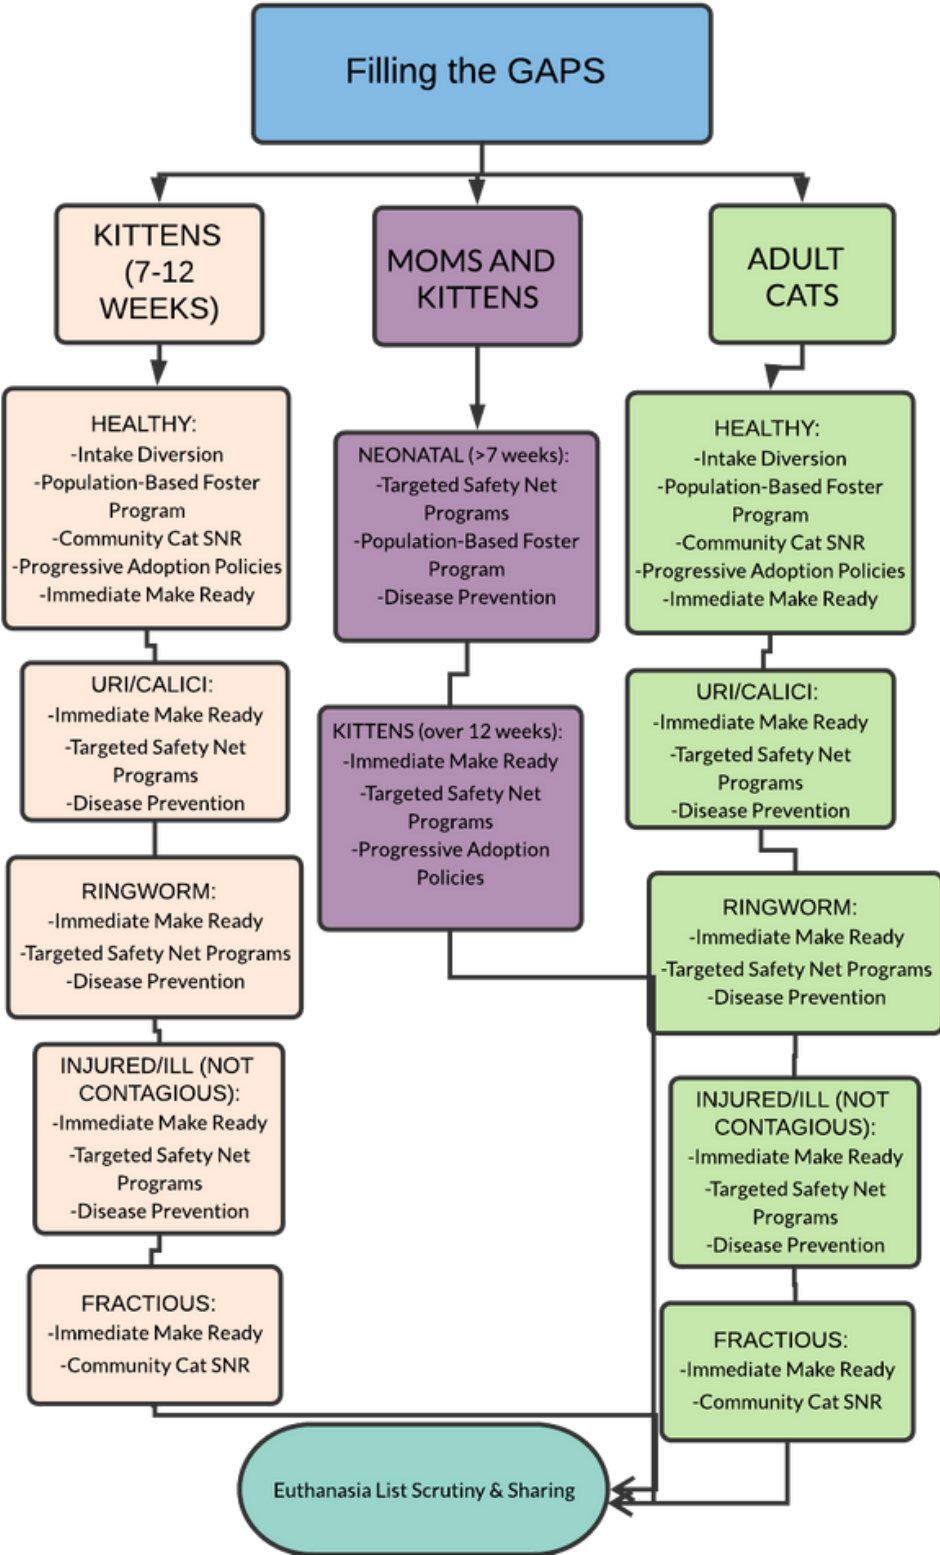 Filling the GAPS
KITTENS
(7-12
WEEKS)
MOMS AND
KITTENS
ADULT
CATS
HEALTHY:
-Intake Diversion
-Population-Based Foster
Program
-Community Cat SNR
-Progressive Adoption Policies
-Immediate Make Ready
URI/CALICI:
-Immediate Make Ready
-Targeted Safety Net
Programs
-Disease Prevention
RINGWORM:
-Immediate Make Ready
-Targeted Safety Net Programs
-Disease Prevention
INJURED/ILL (NOT
CONTAGIOUS):
-Immediate Make Ready
-Targeted Safety Net
Programs
-Disease Prevention
FRACTIOUS:
-Immediate Make Ready
-Community Cat SNR
NEONATAL (>7 weeks):
-Targeted Safety Net
Programs
-Population-Based Foster
Program
-Disease Prevention
KITTENS (over 12 weeks):
-Immediate Make Ready
-Targeted Safety Net
Programs
-Progressive Adoption
Policies
HEALTHY:
-Intake Diversion
-Population-Based Foster
Program
-Community Cat SNR
-Progressive Adoption Policies
-Immediate Make Ready
URI/CALICI:
-Immediate Make Ready
-Targeted Safety Net
Programs
-Disease Prevention
RINGWORM:
-Immediate Make Ready
-Targeted Safety Net Programs
-Disease Prevention
INJURED/ILL (NOT
CONTAGIOUS):
-Immediate Make Ready
-Targeted Safety Net
Programs
-Disease Prevention
FRACTIOUS:
-Immediate Make Ready
-Community Cat SNR
Euthanasia List Scrutiny & Sharing